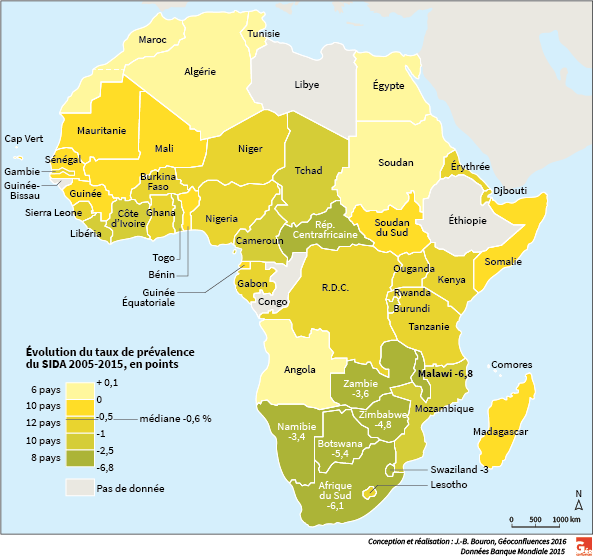 Maroc
Tunisie
Algérie
Libye
Égypte
Cap Vert
Mauritanie
Mali
Niger
Tchad
Soudan
Érythrée
Djibouti
Sénégal
Gambie
Guinée-
Bissau
Guinée
Sierra Leone
Libéria
Burkina
Faso
Côte
d'Ivoire
Ghana
Togo
Bénin
Nigeria
Cameroun
Guinée
Équatoriale
Gabon
Congo
Rép.
Centrafricaine
Soudan
du Sud
Éthiopie
Somalie
R.D.C.
Ouganda
Kenya
Rwanda
Burundi
Tanzanie
Comores
Angola
Zambie
-3,6
Malawi -6,8
Mozambique
Madagascar
Namibie
-3,4
Zimbabwe
-4,8
Botswana
-5,4
Afrique
du Sud
-6,1
Swaziland -3
Lesotho
Évolution du taux de prévalence
du SIDA 2005-2015, en points
+ 0,1
6 pays
0
10 pays
-0,5
médiane -0,6 %
12 pays
-1
10 pays
-2,5
8 pays
-6,8
Pas de donnée
N
0 500 1000 km
Conception et réalisation : J.-B. Bouron, Géoconfluences 2016
Données Banque Mondiale 2015